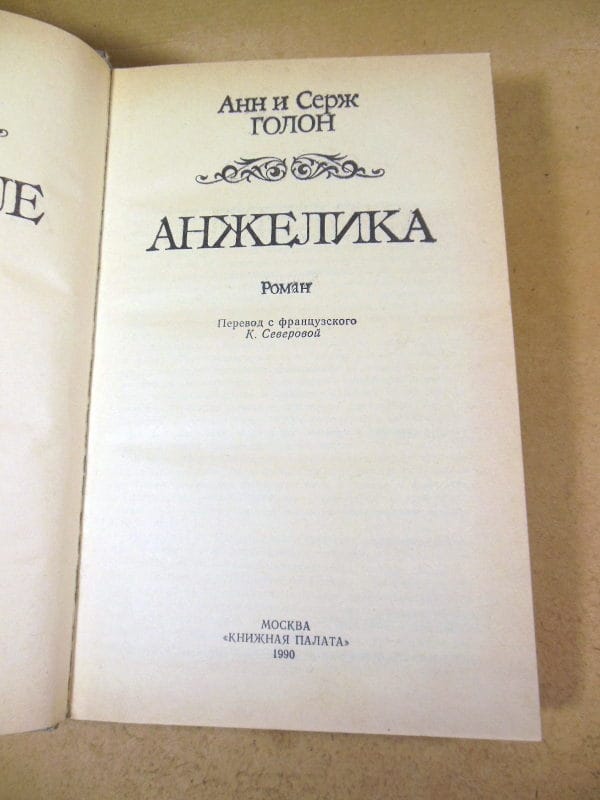 Анн и Серж
ГОЛОН
АНЖЕЛИКА
Роман
Перевод с французского
К. Северовой
МОСКВА
«КНИЖНАЯ ПАЛАТА»
1990